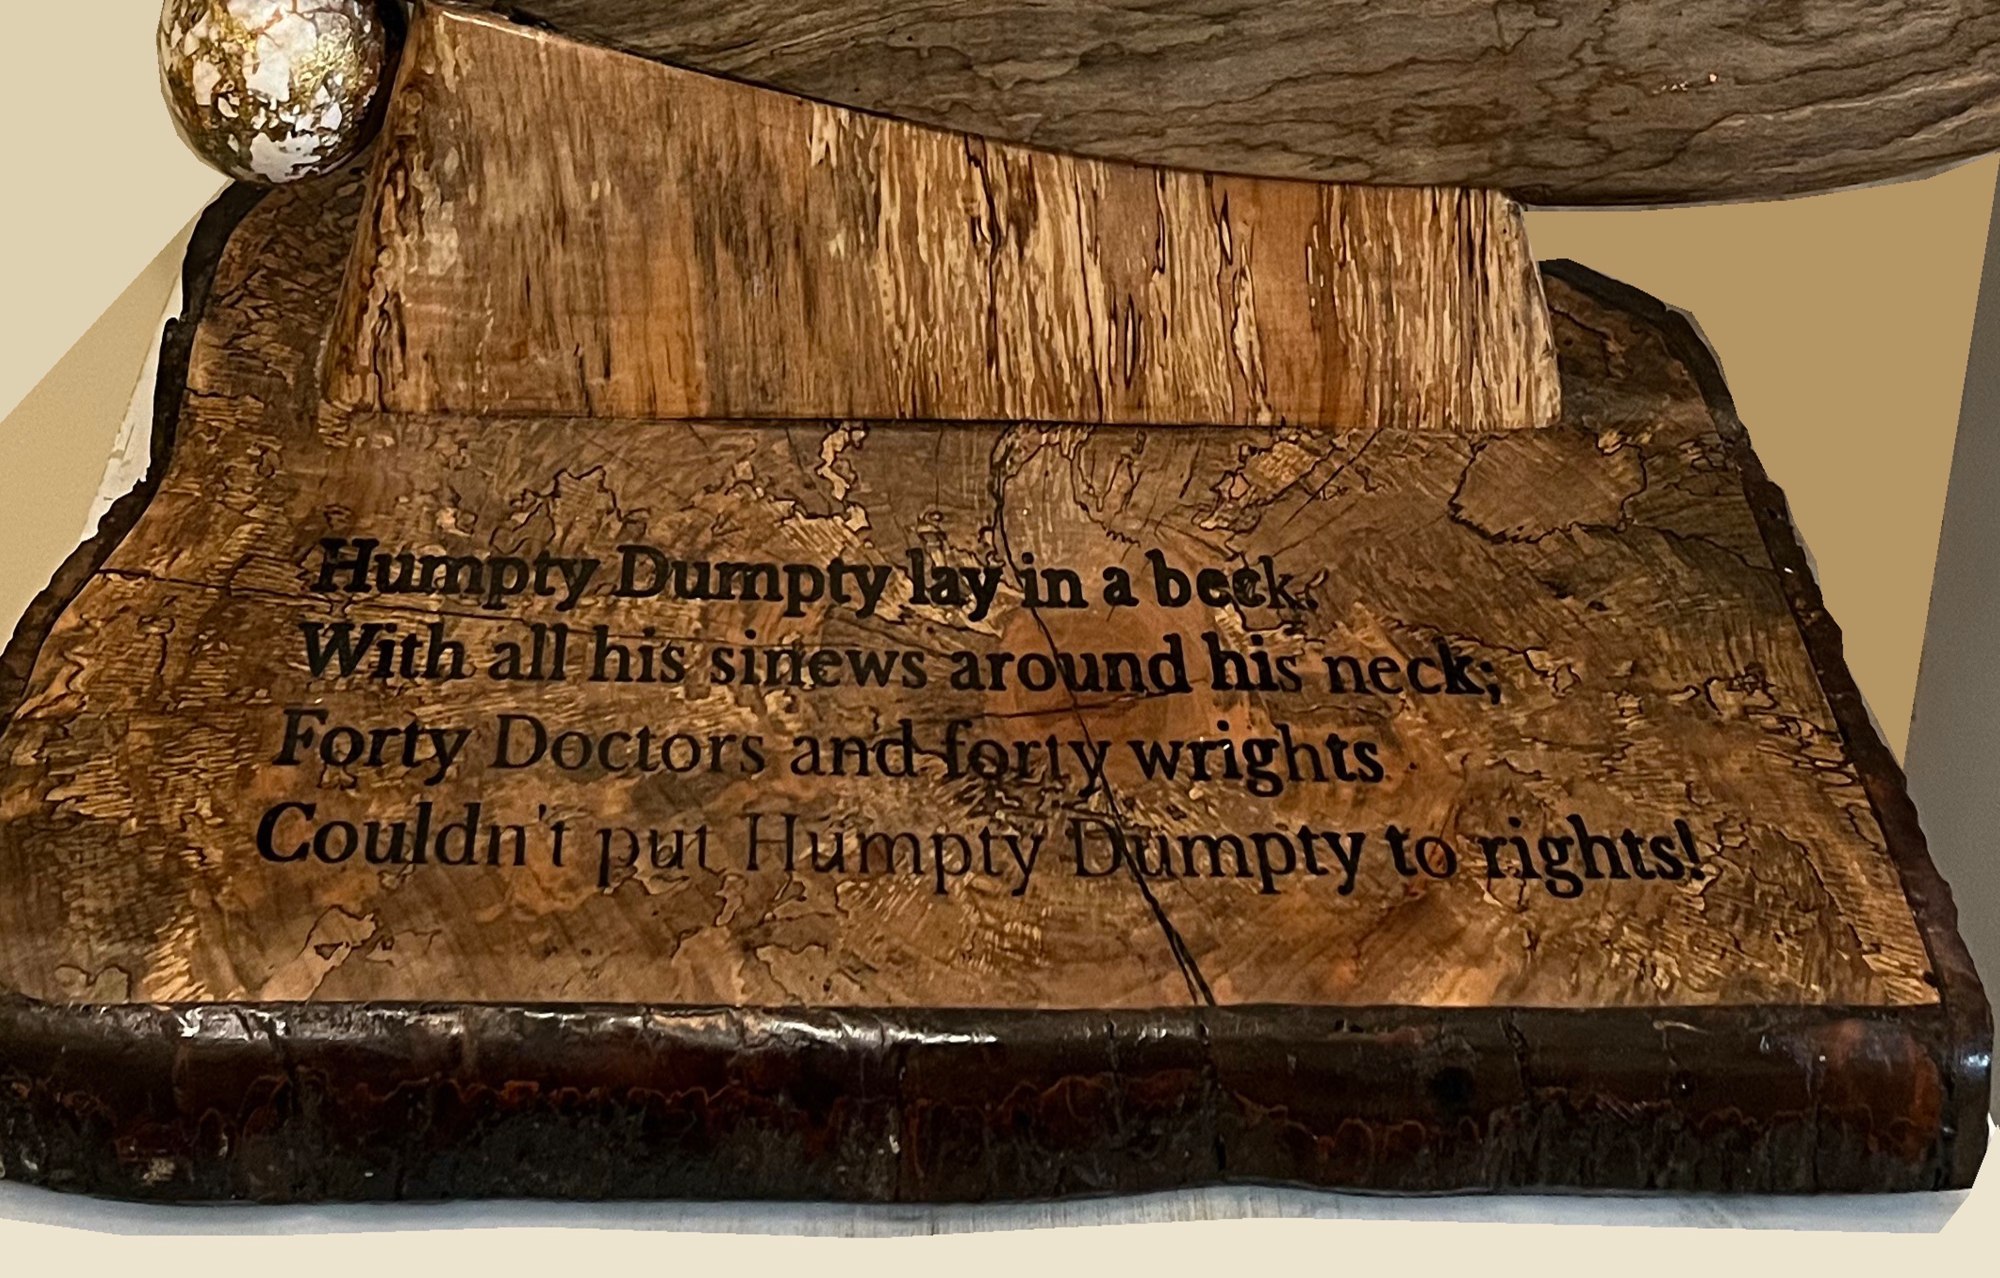 Humpty Dumpty lay in a beck.
With all his sinews around his neck;
Forty Doctors and forty wrights
Couldn't put Humpty Dumpty to rights!